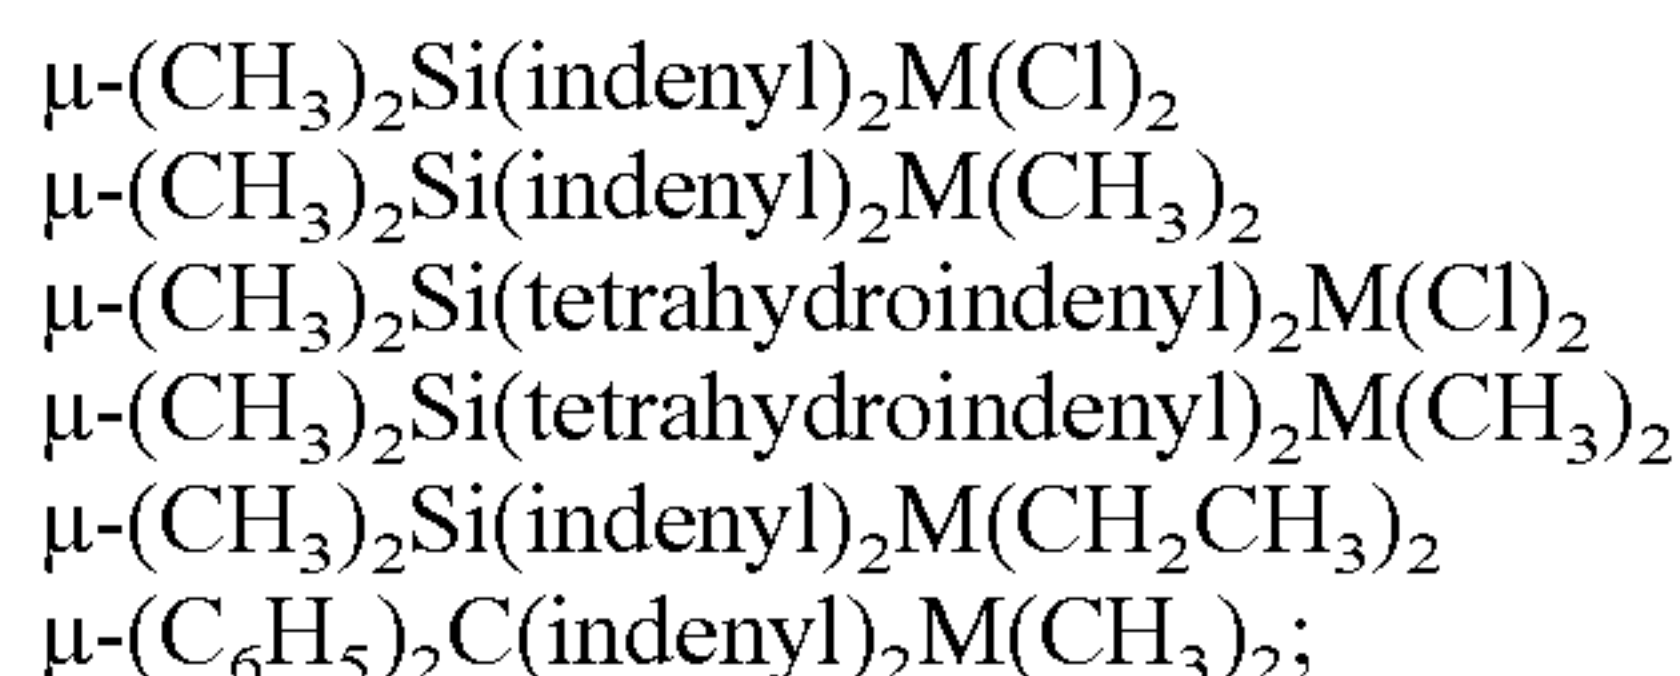 μ-(CH₃)₂Si(indenyl)₂M(Cl)₂
μ-(CH₃)₂Si(indenyl)₂M(CH₃)₂
μ-(CH₃)₂Si(tetrahydroindenyl)₂M(Cl)₂
μ-(CH₃)₂Si(tetrahydroindenyl)₂M(CH₃)₂
μ-(CH₃)₂Si(indenyl)₂M(CH₂CH₃)₂
μ-(C₆H₅)₂C(indenyl)₂M(CH₃)₂;